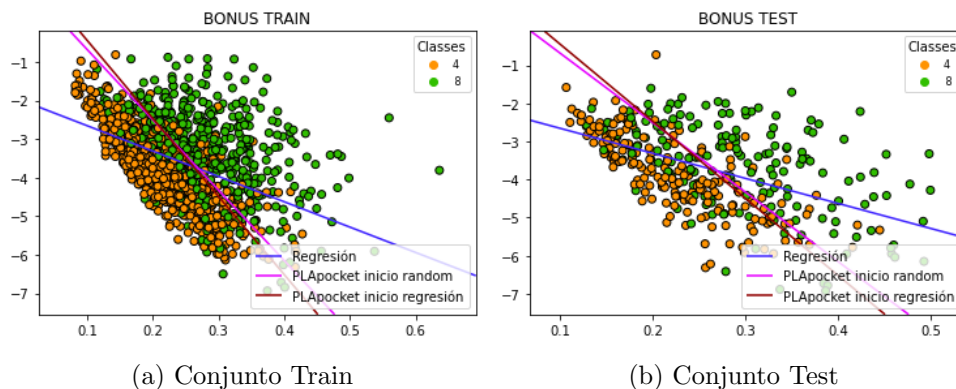 BONUS TRAIN
Classes
4
8
−1
−2
−3
−4
−5
−6
−7
0.1 0.2 0.3 0.4 0.5 0.6
Regresión
PLApocket inicio random
PLApocket inicio regresión
(a) Conjunto Train
BONUS TEST
Classes
4
8
−1
−2
−3
−4
−5
−6
−7
0.1 0.2 0.3 0.4 0.5
Regresión
PLApocket inicio random
PLApocket inicio regresión
(b) Conjunto Test